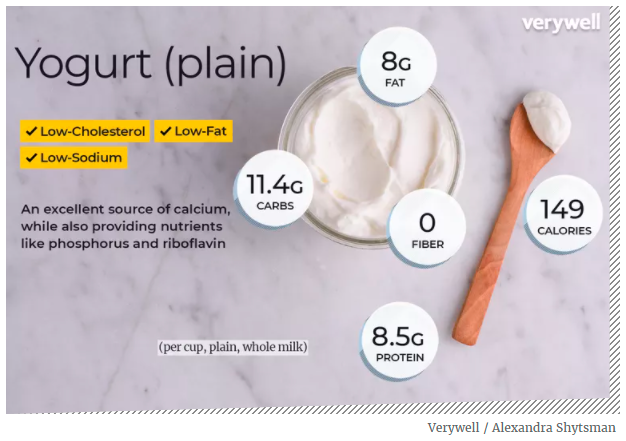 verywell
Yogurt (plain)
8G
FAT
✓ Low-Cholesterol ✓ Low-Fat
✓ Low-Sodium
11.4G
CARBS
An excellent source of calcium,
while also providing nutrients
like phosphorus and riboflavin
0
FIBER
149
CALORIES
(per cup, plain, whole milk)
8.5G
PROTEIN
Verywell / Alexandra Shytsman